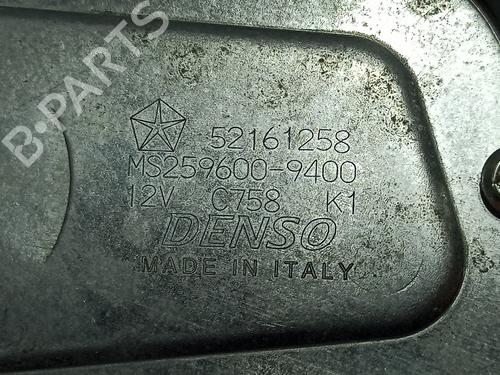 B-PARTS
52161258
MS259600-9400
12V C758 K1
DENSO
MADE IN ITALY